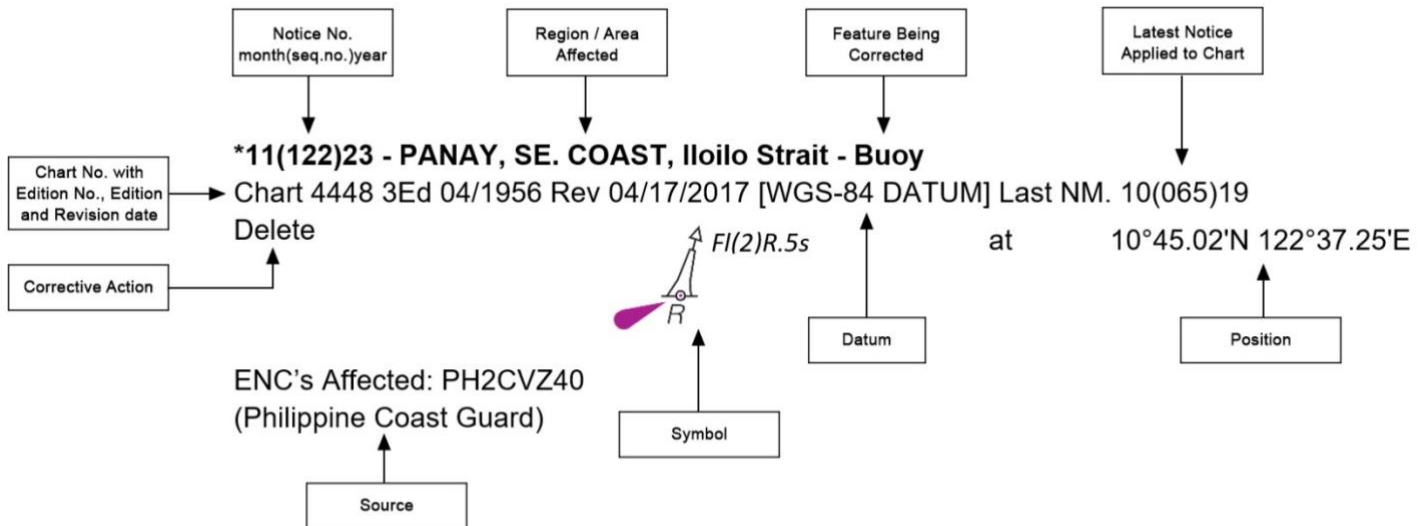 Notice No.
month(seq.no.)year
Region / Area
Affected
Feature Being
Corrected
Latest Notice
Applied to Chart
*11(122)23 - PANAY, SE. COAST, Iloilo Strait - Buoy
Chart No. with
Edition No., Edition
and Revision date
Chart 4448 3Ed 04/1956 Rev 04/17/2017 [WGS-84 DATUM] Last NM. 10(065)19
Delete
Fl(2)R.5s
at
10°45.02'N 122°37.25'E
Corrective Action
R
Datum
Position
ENC's Affected: PH2CVZ40
(Philippine Coast Guard)
Symbol
Source